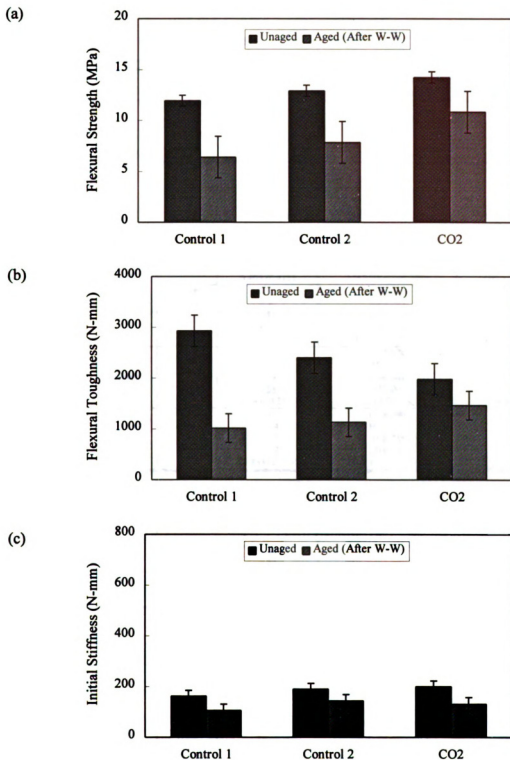 (a)
Flexural Strength (MPa)
20
15
10
5
0
Unaged Aged (After W-W)
Control 1 Control 2 CO2
(b)
Flexural Toughness (N-mm)
4000
3000
2000
1000
0
Unaged Aged (After W-W)
Control 1 Control 2 CO2
(c)
Initial Stiffness (N-mm)
800
600
400
200
0
Unaged Aged (After W-W)
Control 1 Control 2 CO2